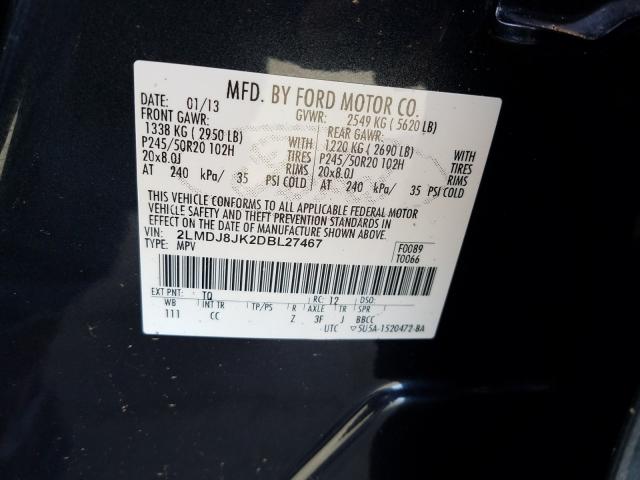 MFD. BY FORD MOTOR CO.
DATE: 01/13 GVWR: 2549 KG ( 5620 LB)
FRONT GAWR: REAR GAWR:
1338 KG ( 2950 LB) WITH 1220 KG ( 2690 LB) WITH
P245/50R20 102H TIRES P245/50R20 102H TIRES
20x8.0J RIMS 20x8.0J RIMS
AT 240 kPa/ 35 PSI COLD AT 240 kPa/ 35 PSI COLD
THIS VEHICLE CONFORMS TO ALL APPLICABLE FEDERAL MOTOR
VEHICLE SAFETY AND THEFT PREVENTION STANDARDS IN
EFFECT ON THE DATE OF MANUFACTURE SHOWN ABOVE.
VIN: 2LMDJ8JK2DBL27467 F0089
TYPE: MPV T0066
EXT PNT: TQ RC: 12 DSO:
WB INT TR TP/PS R AXLE TR SPR
111 CC Z 3F J BBCC
UTC ▽5U5A-1520472-BA